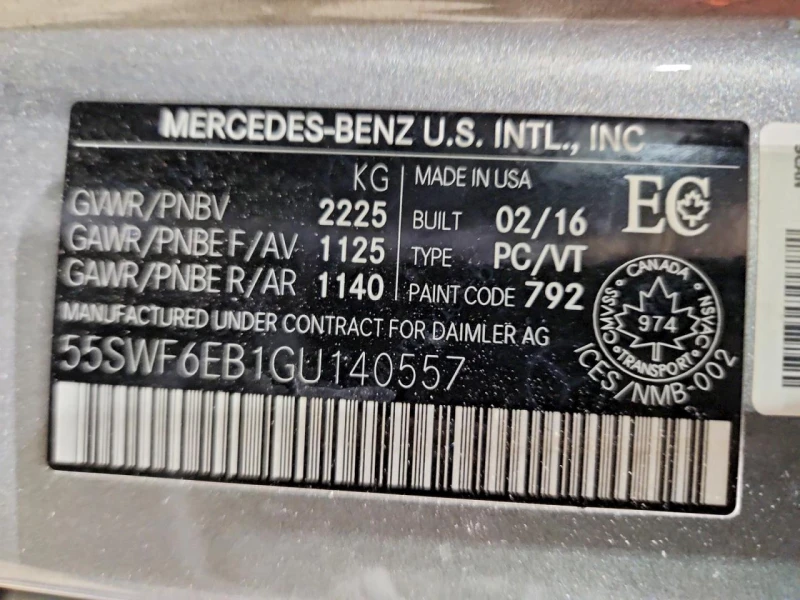 MERCEDES-BENZ U.S. INTL., INC
KG
GVWR/PNBV 2225
GAWR/PNBE F/AV 1125
GAWR/PNBE R/AR 1140
MADE IN USA
BUILT 02/16
TYPE PC/VT
PAINT CODE 792
EC
MANUFACTURED UNDER CONTRACT FOR DAIMLER AG
55SWF6EB1GU140557
CANADA
CMVSS
974
NSVAC
TRANSPORT
ICES/NMB-002